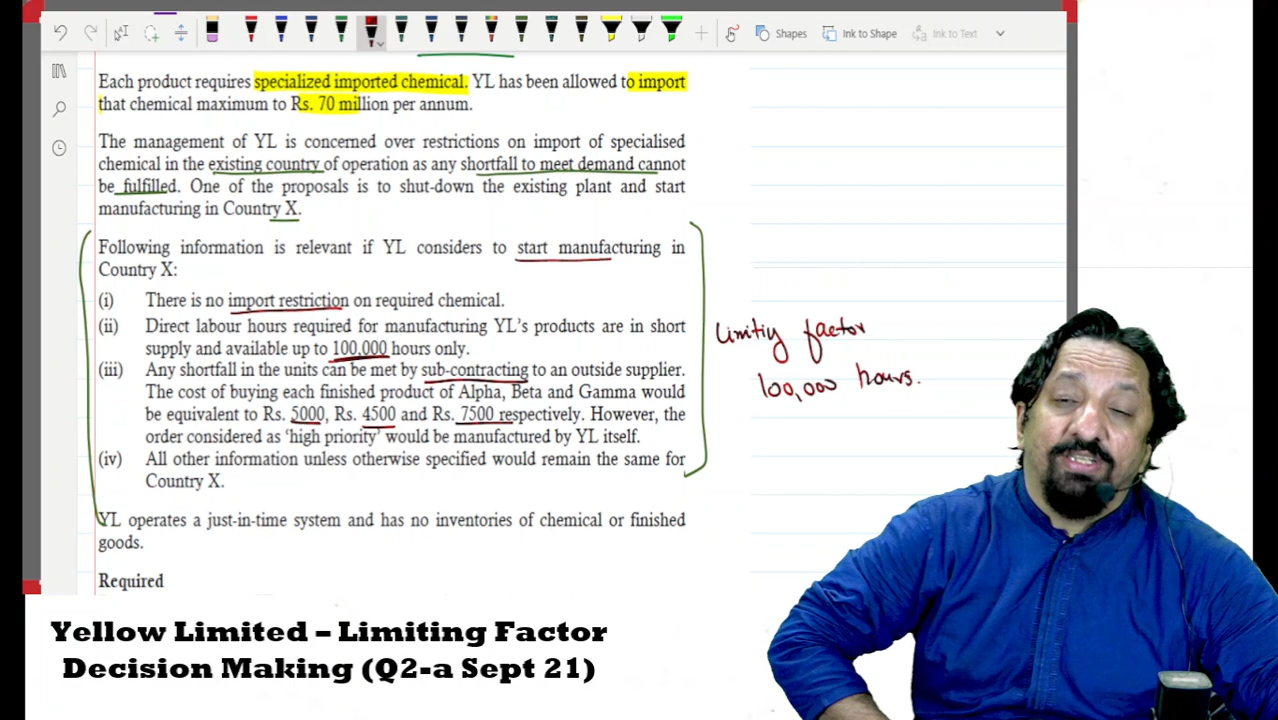 Shapes
Ink to Shape
Ink to Text
Each product requires specialized imported chemical. YL has been allowed to import
that chemical maximum to Rs. 70 million per annum.
The management of YL is concerned over restrictions on import of specialised
chemical in the existing country of operation as any shortfall to meet demand cannot
be fulfilled. One of the proposals is to shut-down the existing plant and start
manufacturing in Country X.
Following information is relevant if YL considers to start manufacturing in
Country X:
(i) There is no import restriction on required chemical.
(ii) Direct labour hours required for manufacturing YL's products are in short
supply and available up to 100,000 hours only.
(iii) Any shortfall in the units can be met by sub-contracting to an outside supplier.
The cost of buying each finished product of Alpha, Beta and Gamma would
be equivalent to Rs. 5000, Rs. 4500 and Rs. 7500 respectively. However, the
order considered as 'high priority' would be manufactured by YL itself.
(iv) All other information unless otherwise specified would remain the same for
Country X.
YL operates a just-in-time system and has no inventories of chemical or finished
goods.
Required
limitiy factor
100,000 hours.
Yellow Limited – Limiting Factor
Decision Making (Q2-a Sept 21)